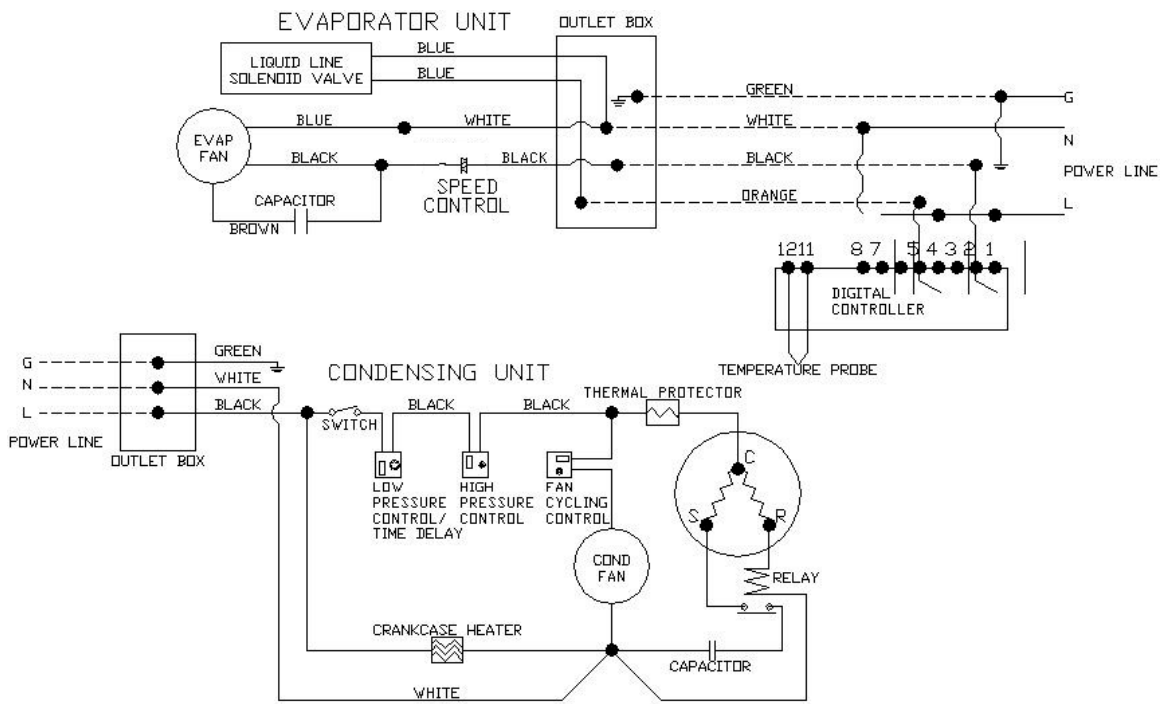 EVAPORATOR UNIT
OUTLET BOX
BLUE
LIQUID LINE
SOLENOID VALVE
BLUE
GREEN
G
BLUE
WHITE
WHITE
N
EVAP
FAN
BLACK
BLACK
BLACK
POWER LINE
SPEED
CONTROL
CAPACITOR
BROWN
ORANGE
L
12 11 8 7 5 4 3 2 1
DIGITAL
CONTROLLER
TEMPERATURE PROBE
G
GREEN
N
WHITE
L
BLACK
POWER LINE
OUTLET BOX
CONDENSING UNIT
SWITCH
BLACK
BLACK
THERMAL PROTECTOR
LOW
PRESSURE
CONTROL/
TIME DELAY
HIGH
PRESSURE
CONTROL
FAN
CYCLING
CONTROL
C
S
R
COND
FAN
RELAY
CRANKCASE HEATER
CAPACITOR
WHITE